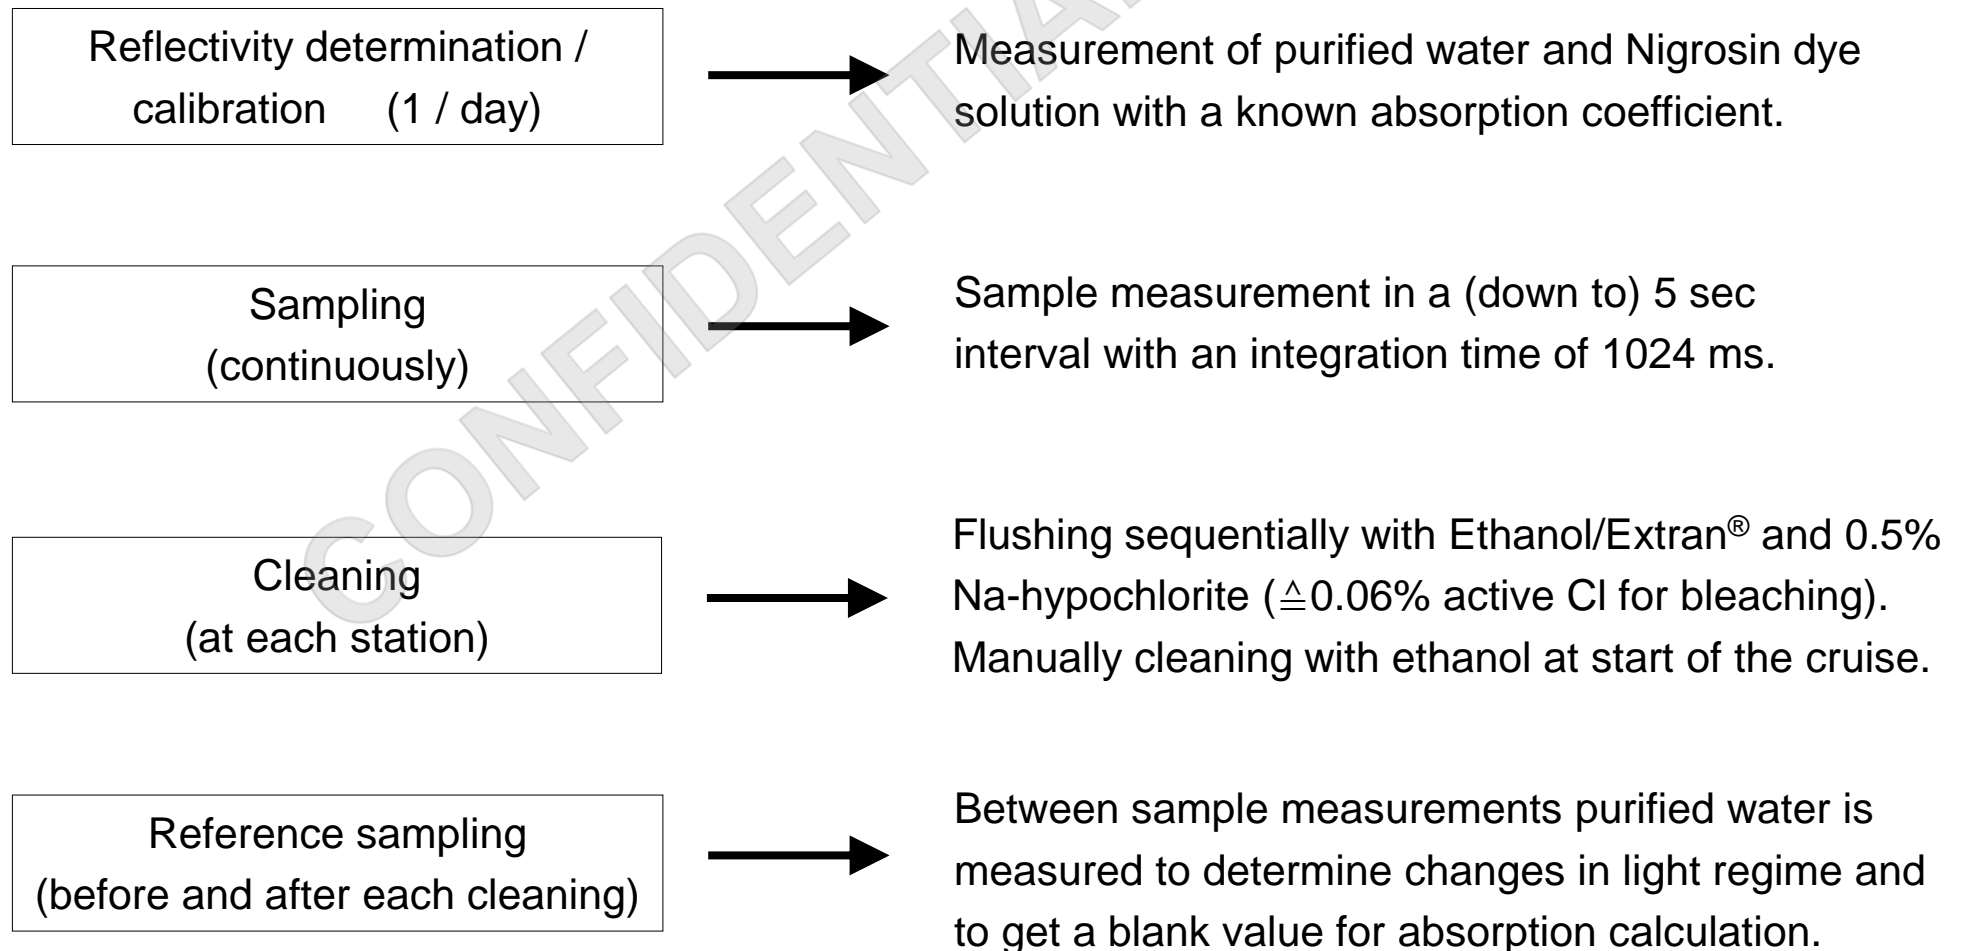 Reflectivity determination /
calibration (1 / day)
Measurement of purified water and Nigrosin dye
solution with a known absorption coefficient.
Sampling
(continuously)
Sample measurement in a (down to) 5 sec
interval with an integration time of 1024 ms.
Cleaning
(at each station)
Flushing sequentially with Ethanol/Extran® and 0.5%
Na-hypochlorite (≙0.06% active Cl for bleaching).
Manually cleaning with ethanol at start of the cruise.
Reference sampling
(before and after each cleaning)
Between sample measurements purified water is
measured to determine changes in light regime and
to get a blank value for absorption calculation.
CONFIDENTIAL